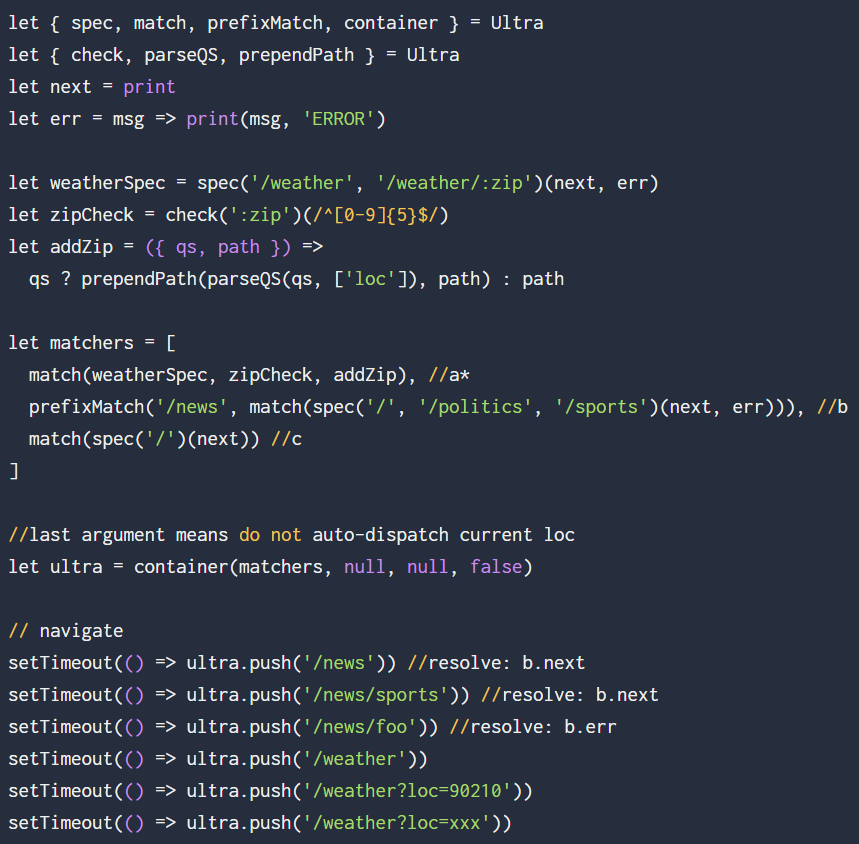 let { spec, match, prefixMatch, container } = Ultra
let { check, parseQS, prependPath } = Ultra
let next = print
let err = msg => print(msg, 'ERROR')

let weatherSpec = spec('/weather', '/weather/:zip')(next, err)
let zipCheck = check(':zip')(/^[0-9]{5}$/)
let addZip = ({ qs, path }) =>
  qs ? prependPath(parseQS(qs, ['loc']), path) : path

let matchers = [
  match(weatherSpec, zipCheck, addZip), //a*
  prefixMatch('/news', match(spec('/', '/politics', '/sports')(next, err))), //b
  match(spec('/')(next)) //c
]

//last argument means do not auto-dispatch current loc
let ultra = container(matchers, null, null, false)

// navigate
setTimeout(() => ultra.push('/news')) //resolve: b.next
setTimeout(() => ultra.push('/news/sports')) //resolve: b.next
setTimeout(() => ultra.push('/news/foo')) //resolve: b.err
setTimeout(() => ultra.push('/weather'))
setTimeout(() => ultra.push('/weather?loc=90210'))
setTimeout(() => ultra.push('/weather?loc=xxx'))